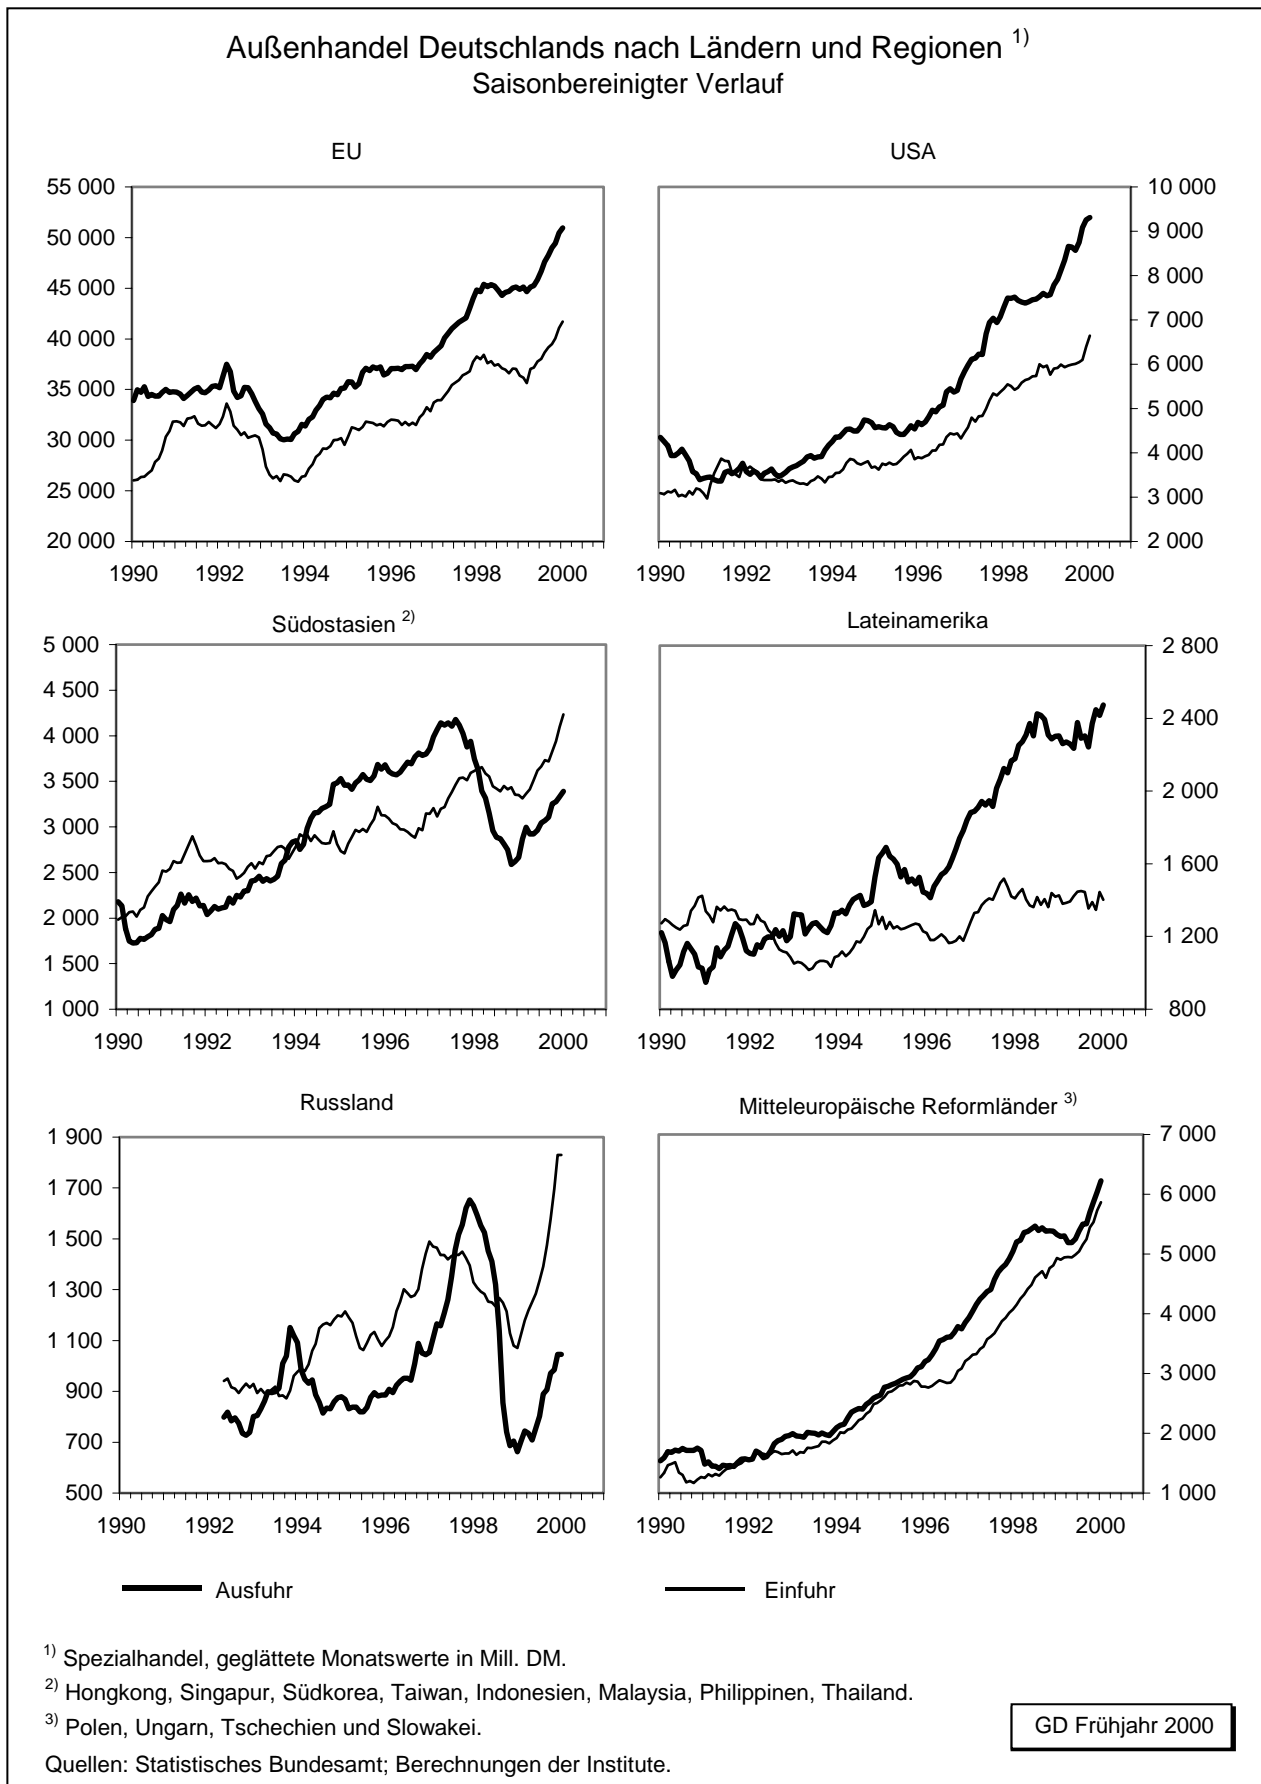 Außenhandel Deutschlands nach Ländern und Regionen 1)
Saisonbereinigter Verlauf
EU
55 000
50 000
45 000
40 000
35 000
30 000
25 000
20 000
1990 1992 1994 1996 1998 2000
USA
10 000
9 000
8 000
7 000
6 000
5 000
4 000
3 000
2 000
1990 1992 1994 1996 1998 2000
Südostasien 2)
5 000
4 500
4 000
3 500
3 000
2 500
2 000
1 500
1 000
1990 1992 1994 1996 1998 2000
Lateinamerika
2 800
2 400
2 000
1 600
1 200
800
1990 1992 1994 1996 1998 2000
Russland
1 900
1 700
1 500
1 300
1 100
900
700
500
1990 1992 1994 1996 1998 2000
Mitteleuropäische Reformländer 3)
7 000
6 000
5 000
4 000
3 000
2 000
1 000
1990 1992 1994 1996 1998 2000
Ausfuhr
Einfuhr
1) Spezialhandel, geglättete Monatswerte in Mill. DM.
2) Hongkong, Singapur, Südkorea, Taiwan, Indonesien, Malaysia, Philippinen, Thailand.
3) Polen, Ungarn, Tschechien und Slowakei.
GD Frühjahr 2000
Quellen: Statistisches Bundesamt; Berechnungen der Institute.